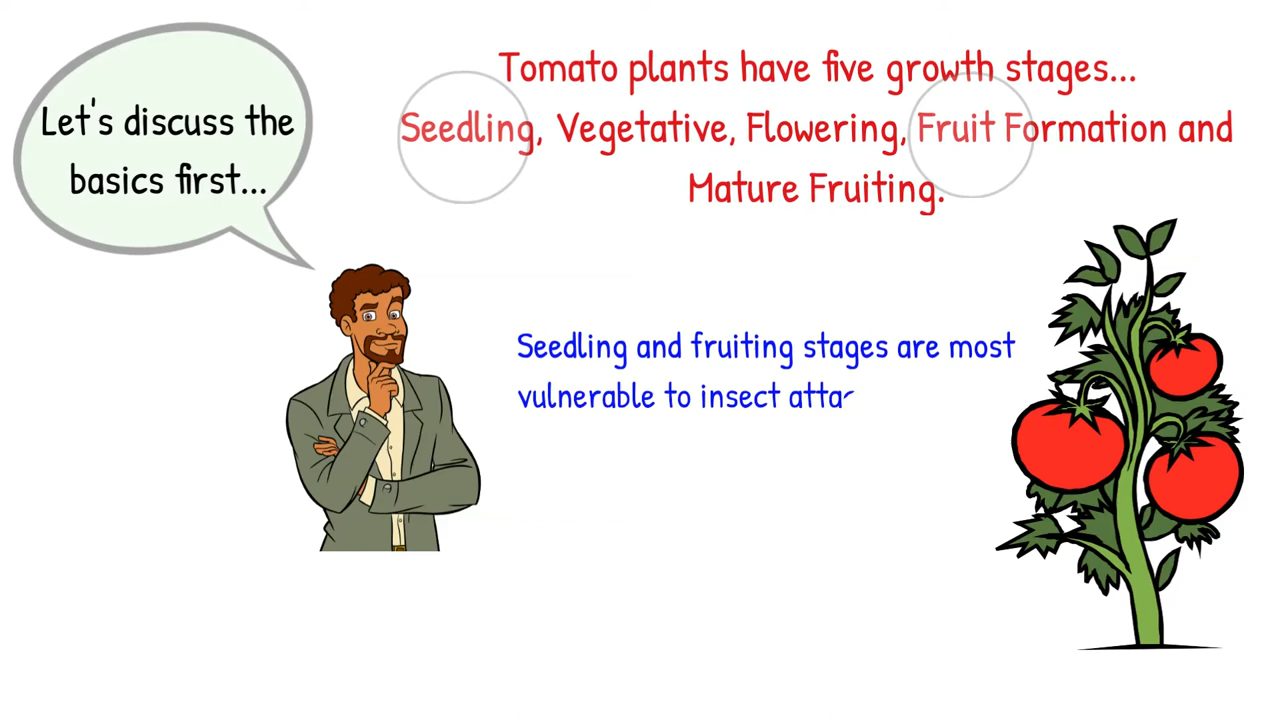 Let's discuss the
basics first...
Tomato plants have five growth stages...
Seedling, Vegetative, Flowering, Fruit Formation and
Mature Fruiting.
Seedling and fruiting stages are most
vulnerable to insect atta